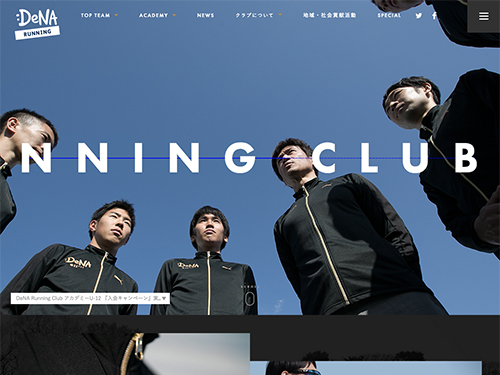 :DeNA
RUNNING
TOP TEAM
ACADEMY
NEWS
クラブについて
地域・社会貢献活動
SPECIAL
NNING CLUB
DeNA
DeNA
DeNA Running Club アカデミーU-18 「入会キャンペーン」実..▼